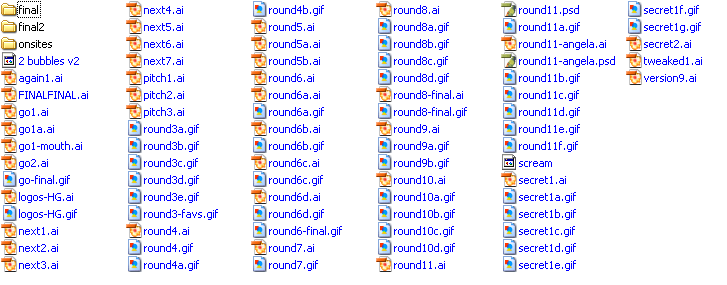 final
final2
onsites
2 bubbles v2
again1.ai
FINALFINAL.ai
go1.ai
go1a.ai
go1-mouth.ai
go2.ai
go-final.gif
logos-HG.ai
logos-HG.gif
next1.ai
next2.ai
next3.ai
next4.ai
next5.ai
next6.ai
next7.ai
pitch1.ai
pitch2.ai
pitch3.ai
round3a.gif
round3b.gif
round3c.gif
round3d.gif
round3e.gif
round3-favs.gif
round4.ai
round4.gif
round4a.gif
round4b.gif
round5.ai
round5a.ai
round5b.ai
round6.ai
round6a.ai
round6a.gif
round6b.ai
round6b.gif
round6c.ai
round6c.gif
round6d.ai
round6d.gif
round6-final.gif
round7.ai
round7.gif
round8.ai
round8a.gif
round8b.gif
round8c.gif
round8d.gif
round8-final.ai
round8-final.gif
round9.ai
round9a.gif
round9b.gif
round10.ai
round10a.gif
round10b.gif
round10c.gif
round10d.gif
round11.ai
round11.psd
round11a.gif
round11-angela.ai
round11-angela.psd
round11b.gif
round11c.gif
round11d.gif
round11e.gif
round11f.gif
scream
secret1.ai
secret1a.gif
secret1b.gif
secret1c.gif
secret1d.gif
secret1e.gif
secret1f.gif
secret1g.gif
secret2.ai
tweaked1.ai
version9.ai